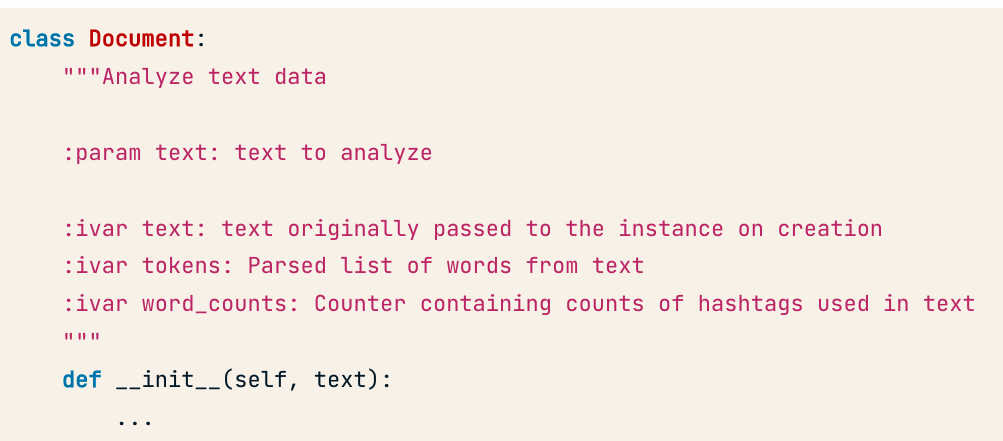 class Document:
    """Analyze text data

    :param text: text to analyze

    :ivar text: text originally passed to the instance on creation
    :ivar tokens: Parsed list of words from text
    :ivar word_counts: Counter containing counts of hashtags used in text
    """
    def __init__(self, text):
        ...